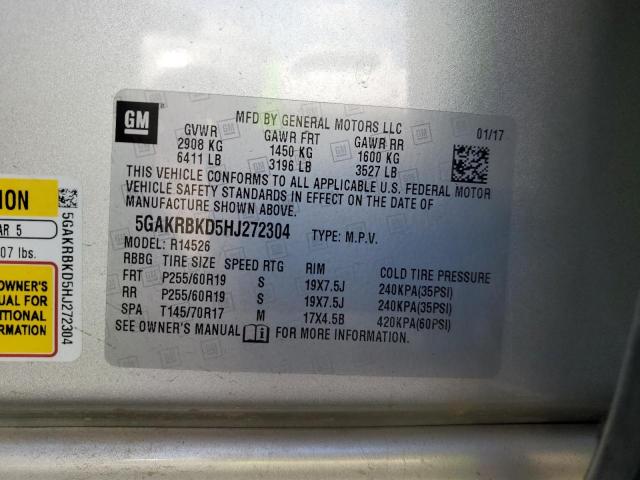 GM
MFD BY GENERAL MOTORS LLC
01/17
GVWR GAWR FRT GAWR RR
2908 KG 1450 KG 1600 KG
6411 LB 3196 LB 3527 LB
THIS VEHICLE CONFORMS TO ALL APPLICABLE U.S. FEDERAL MOTOR
VEHICLE SAFETY STANDARDS IN EFFECT ON THE DATE OF
MANUFACTURE SHOWN ABOVE.
5GAKRBKD5HJ272304 TYPE: M.P.V.
MODEL: R14526
RBBG TIRE SIZE SPEED RTG RIM COLD TIRE PRESSURE
FRT P255/60R19 S 19X7.5J 240KPA(35PSI)
RR P255/60R19 S 19X7.5J 240KPA(35PSI)
SPA T145/70R17 M 17X4.5B 420KPA(60PSI)
SEE OWNER'S MANUAL FOR MORE INFORMATION.
ION
AR 5
07 lbs.
OWNER'S
UAL FOR
ITIONAL
RMATION
5GAKRBKD5HJ272304